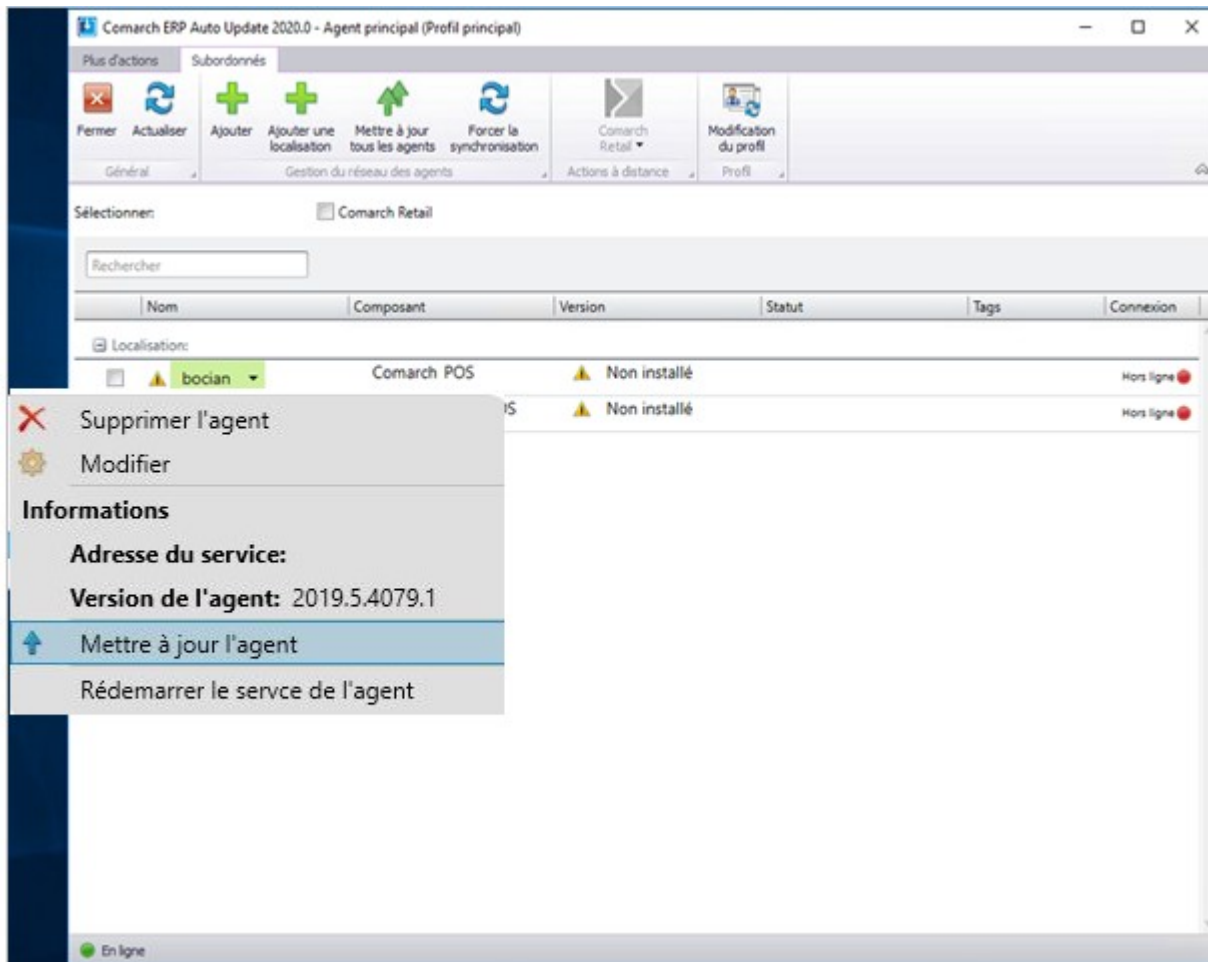 Comarch ERP Auto Update 2020.0 - Agent principal (Profil principal)
Plus d'actions Subordonnés
Fermer Actualiser Ajouter Ajouter une localisation Mettre à jour tous les agents Forcer la synchronisation Comarch Retail Modification du profil
Général Gestion du réseau des agents Actions à distance Profil
Sélectionner: Comarch Retail
Rechercher
Nom Composant Version Statut Tags Connexion
Localisation:
bocian Comarch POS Non installé Hors ligne
OS Non installé Hors ligne
Supprimer l'agent
Modifier
Informations
Adresse du service:
Version de l'agent: 2019.5.4079.1
Mettre à jour l'agent
Rédemarrer le servce de l'agent
En ligne